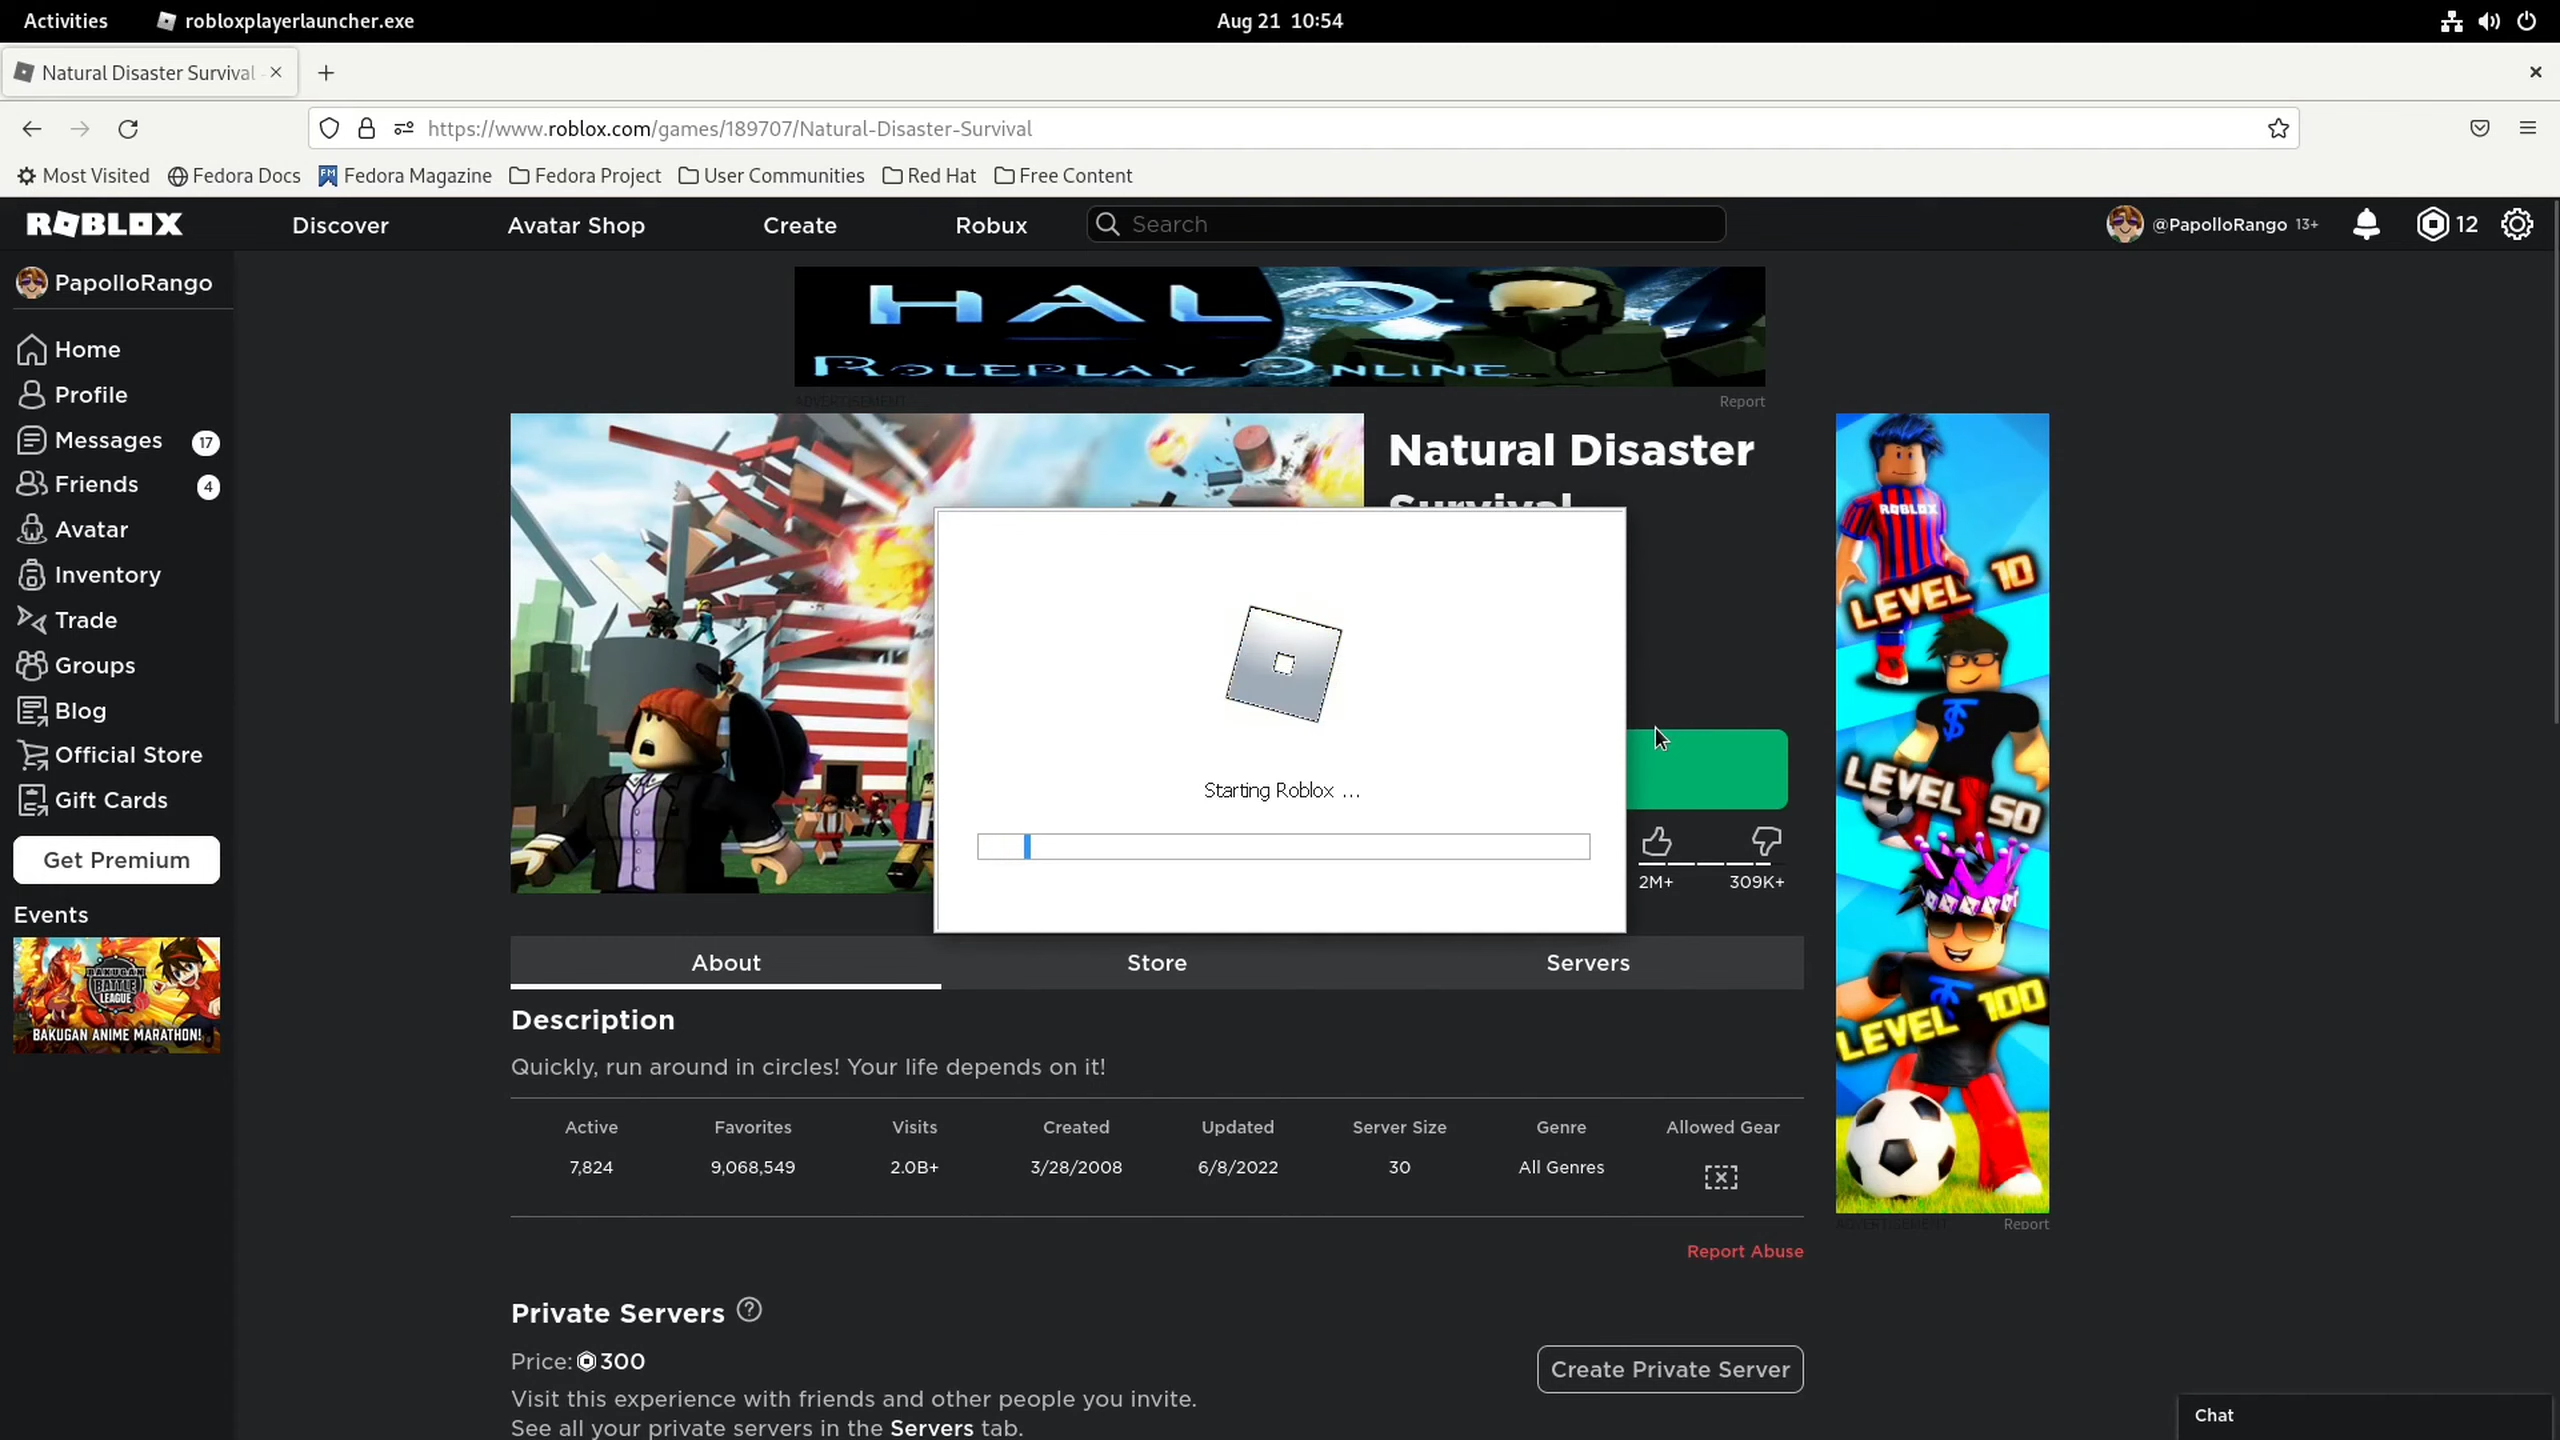 Activities
robloxplayerlauncher.exe
Aug 21 10:54
Natural Disaster Survival -
https://www.roblox.com/games/189707/Natural-Disaster-Survival
Most Visited
Fedora Docs
Fedora Magazine
Fedora Project
User Communities
Red Hat
Free Content
ROBLOX
Discover
Avatar Shop
Create
Robux
Search
@PapolloRango 13+
12
PapolloRango
Home
Profile
Messages 17
Friends 4
Avatar
Inventory
Trade
Groups
Blog
Official Store
Gift Cards
Get Premium
Events
BAKUGAN
BATTLE
LEAGUE
BAKUGAN ANIME MARATHON!
HALO
ROLEPLAY ONLINE
ADVERTISEMENT
Report
Natural Disaster
Survival
Starting Roblox ...
2M+
309K+
ROBLOX
LEVEL 10
LEVEL 50
LEVEL 100
ADVERTISEMENT
Report
About
Store
Servers
Description
Quickly, run around in circles! Your life depends on it!
Active Favorites Visits Created Updated Server Size Genre Allowed Gear
7,824 9,068,549 2.0B+ 3/28/2008 6/8/2022 30 All Genres
Report Abuse
Private Servers
Price: 300
Create Private Server
Visit this experience with friends and other people you invite.
See all your private servers in the Servers tab.
Chat